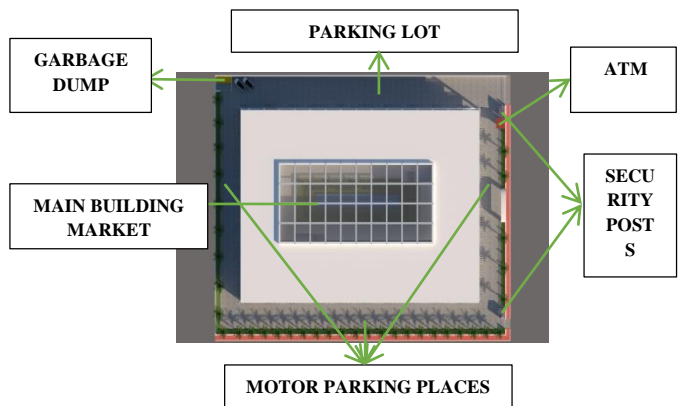 PARKING LOT
GARBAGE
DUMP
ATM
MAIN BUILDING
MARKET
SECU
RITY
POST
S
MOTOR PARKING PLACES